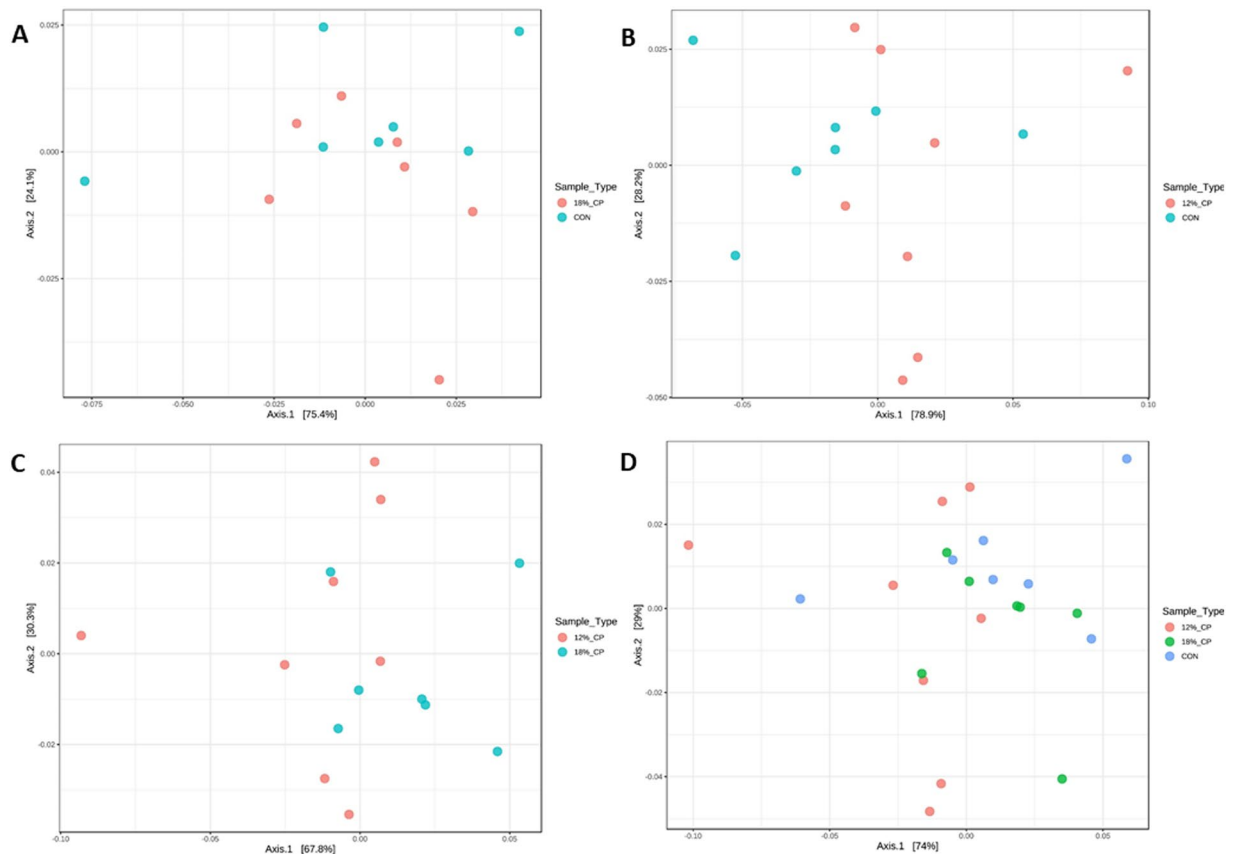 A
0.025
0.000
-0.025
Axis.2 [24.1%]
-0.075
-0.050
-0.025
0.000
0.025
Axis.1 [75.4%]
Sample_Type
18%_CP
CON
B
0.025
0.000
-0.025
-0.050
Axis.2 [28.2%]
-0.05
0.00
0.05
0.10
Axis.1 [78.9%]
Sample_Type
12%_CP
CON
C
0.04
0.02
0.00
-0.02
Axis.2 [30.3%]
-0.10
-0.05
0.00
0.05
Axis.1 [67.8%]
Sample_Type
12%_CP
18%_CP
D
0.02
0.00
-0.02
-0.04
Axis.2 [29%]
-0.10
-0.05
0.00
0.05
Axis.1 [74%]
Sample_Type
12%_CP
18%_CP
CON